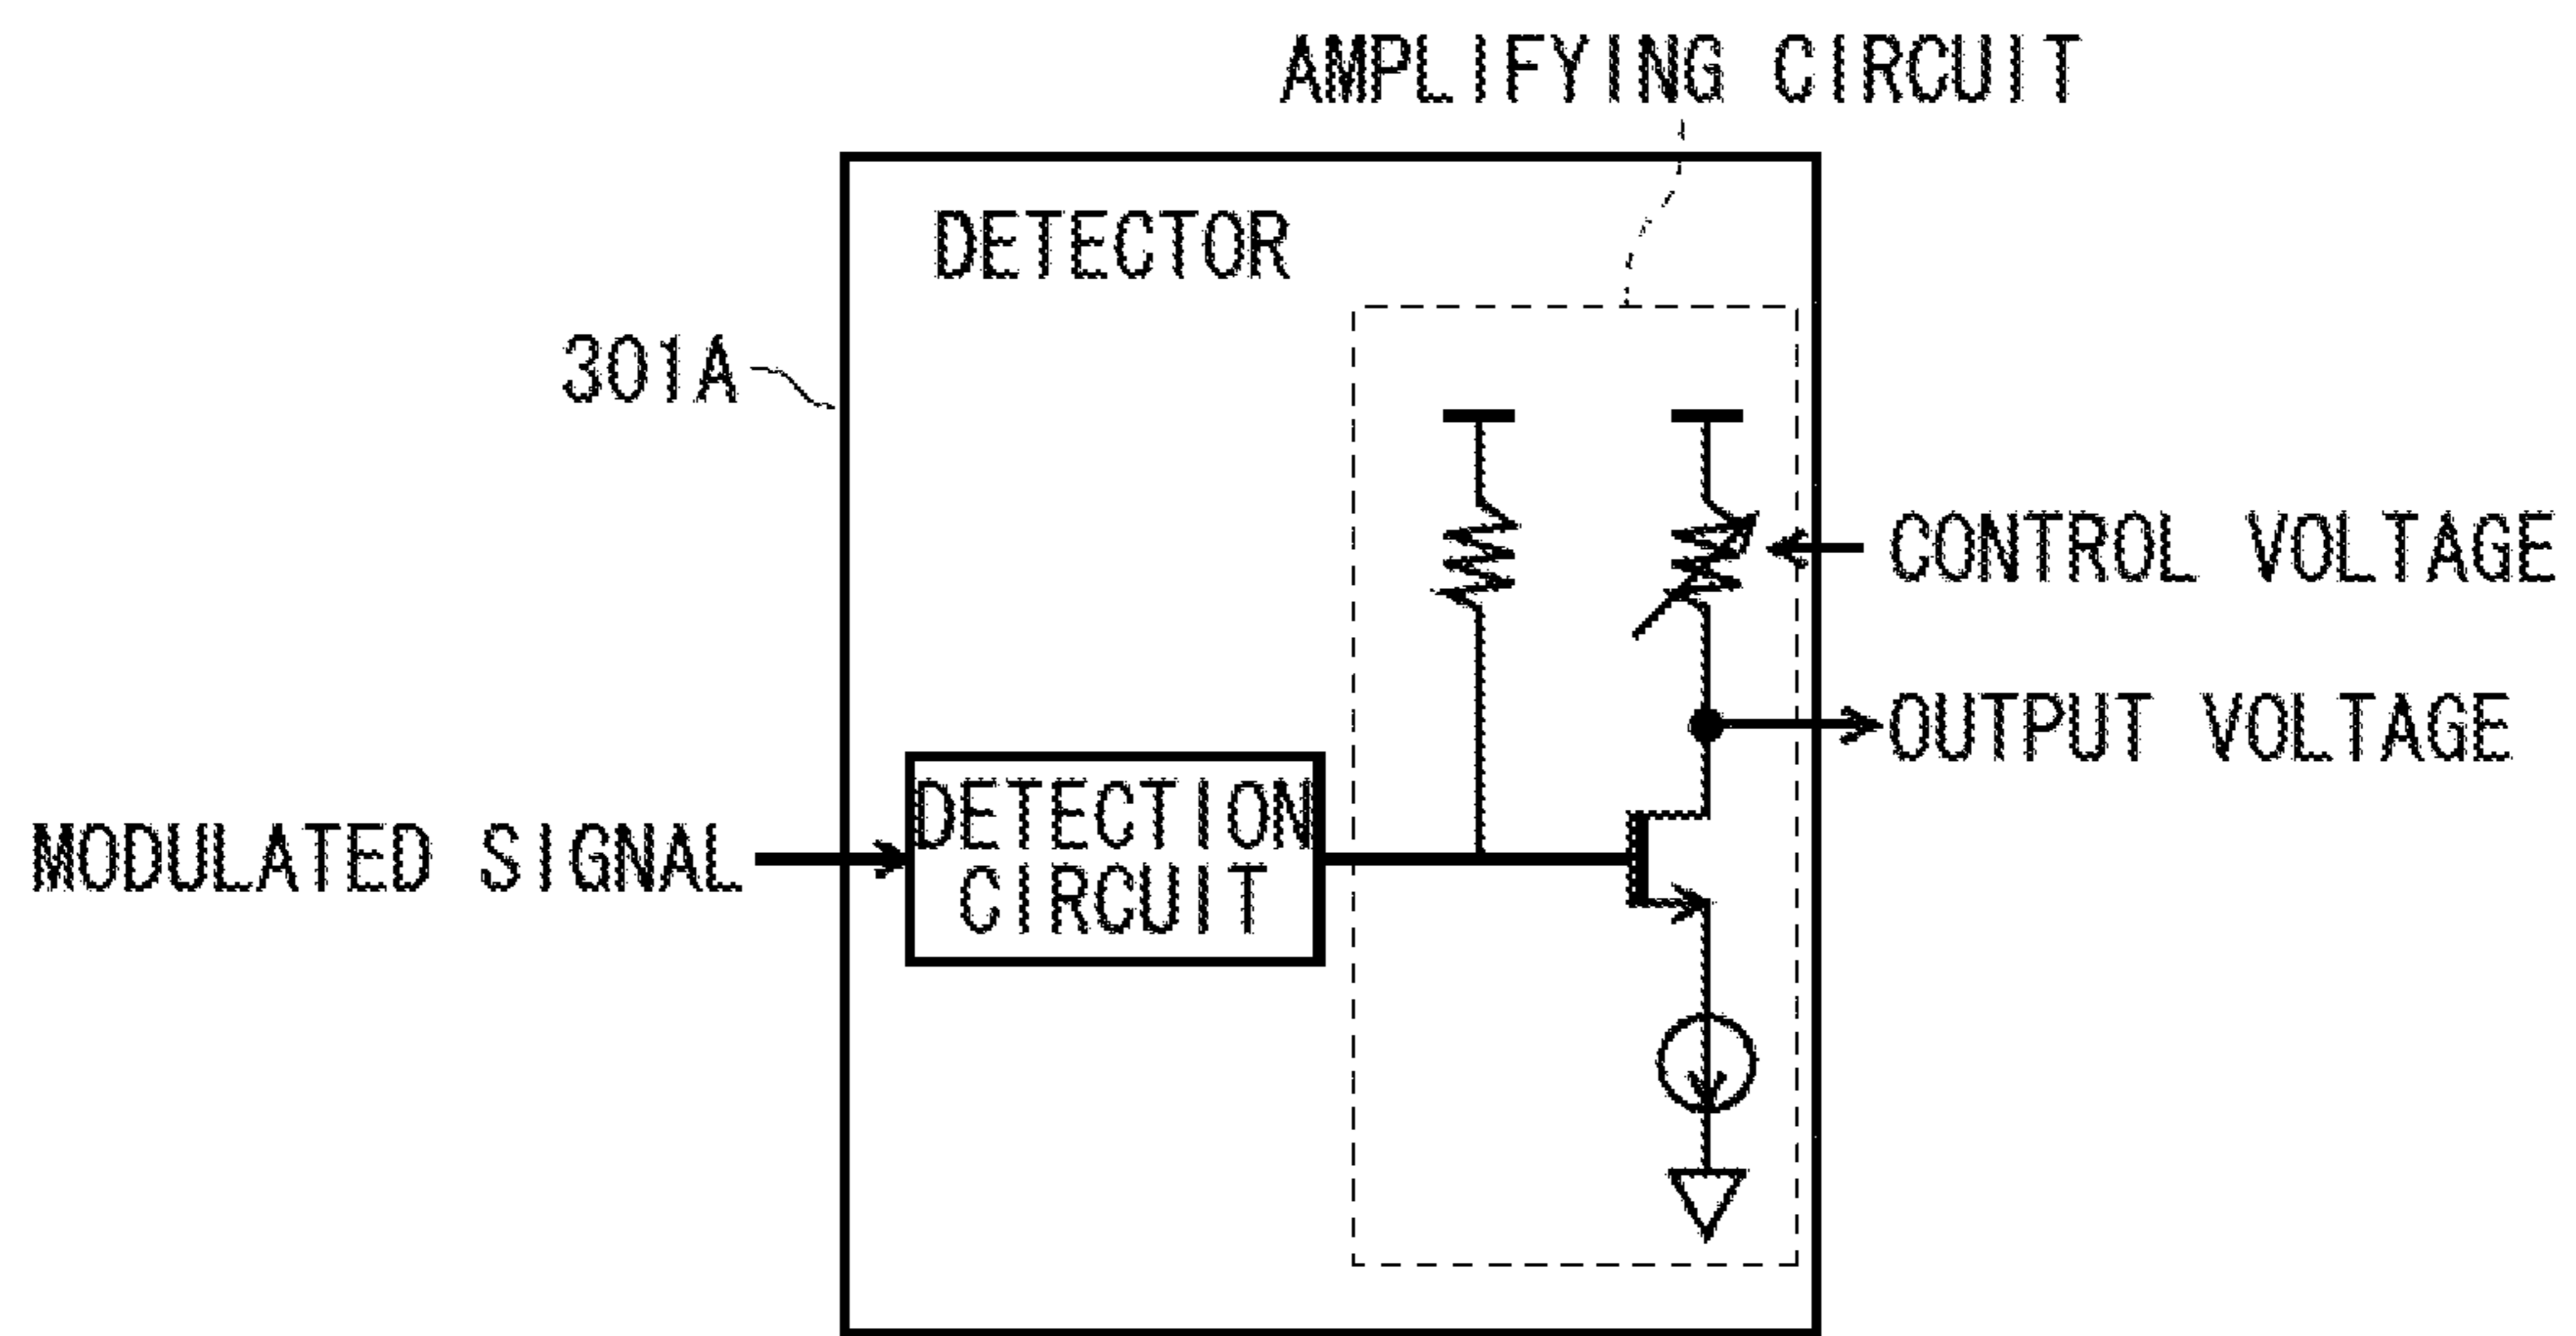 AMPLIFYING CIRCUIT
DETECTOR
301A
CONTROL VOLTAGE
OUTPUT VOLTAGE
MODULATED SIGNAL
DETECTION
CIRCUIT